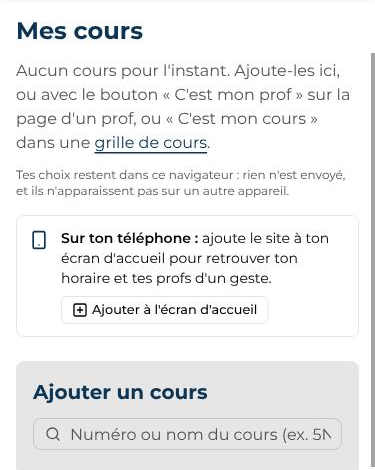 Mes cours
Aucun cours pour l'instant. Ajoute-les ici,
ou avec le bouton « C'est mon prof » sur la
page d'un prof, ou « C'est mon cours »
dans une grille de cours.
Tes choix restent dans ce navigateur : rien n'est envoyé,
et ils n'apparaissent pas sur un autre appareil.
Sur ton téléphone : ajoute le site à ton
écran d'accueil pour retrouver ton
horaire et tes profs d'un geste.
Ajouter à l'écran d'accueil
Ajouter un cours
Numéro ou nom du cours (ex. 5N